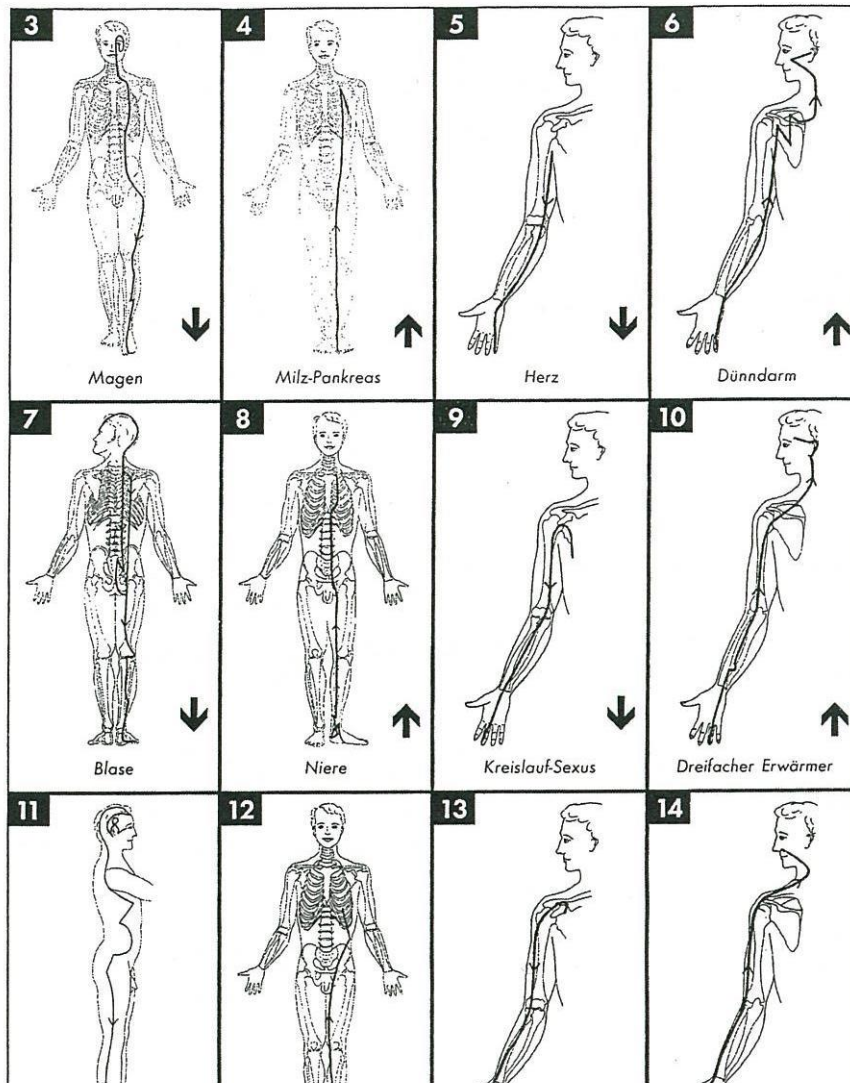 3
4
5
6
Magen
Milz-Pankreas
Herz
Dünndarm
7
8
9
10
Blase
Niere
Kreislauf-Sexus
Dreifacher Erwärmer
11
12
13
14